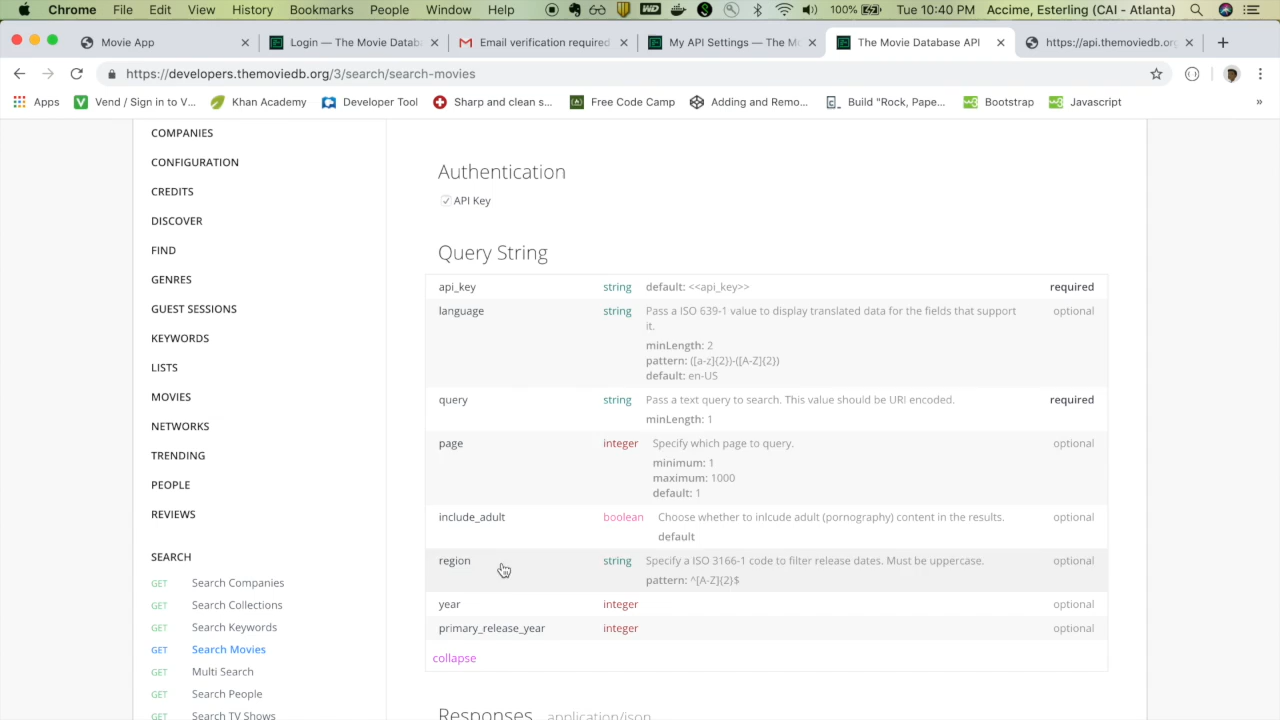 Chrome File Edit View History Bookmarks People Window Help 100% Tue 10:40 PM Accime, Esterling (CAI - Atlanta)
Movie App
Login — The Movie Datab
Email verification required
My API Settings — The M
The Movie Database API
https://api.themoviedb.org
https://developers.themoviedb.org/3/search/search-movies
Apps Vend / Sign in to V... Khan Academy Developer Tool Sharp and clean s... Free Code Camp Adding and Remo... Build "Rock, Pape... Bootstrap Javascript »
COMPANIES
CONFIGURATION
CREDITS
DISCOVER
FIND
GENRES
GUEST SESSIONS
KEYWORDS
LISTS
MOVIES
NETWORKS
TRENDING
PEOPLE
REVIEWS
SEARCH
GET Search Companies
GET Search Collections
GET Search Keywords
GET Search Movies
GET Multi Search
GET Search People
GET Search TV Shows
Authentication
API Key
Query String
api_key string default: <<api_key>> required
language string Pass a ISO 639-1 value to display translated data for the fields that support optional
it.
minLength: 2
pattern: ([a-z]{2})-([A-Z]{2})
default: en-US
query string Pass a text query to search. This value should be URI encoded. required
minLength: 1
page integer Specify which page to query. optional
minimum: 1
maximum: 1000
default: 1
include_adult boolean Choose whether to inlcude adult (pornography) content in the results. optional
default
region string Specify a ISO 3166-1 code to filter release dates. Must be uppercase. optional
pattern: ^[A-Z]{2}$
year integer optional
primary_release_year integer optional
collapse
Responses application/json